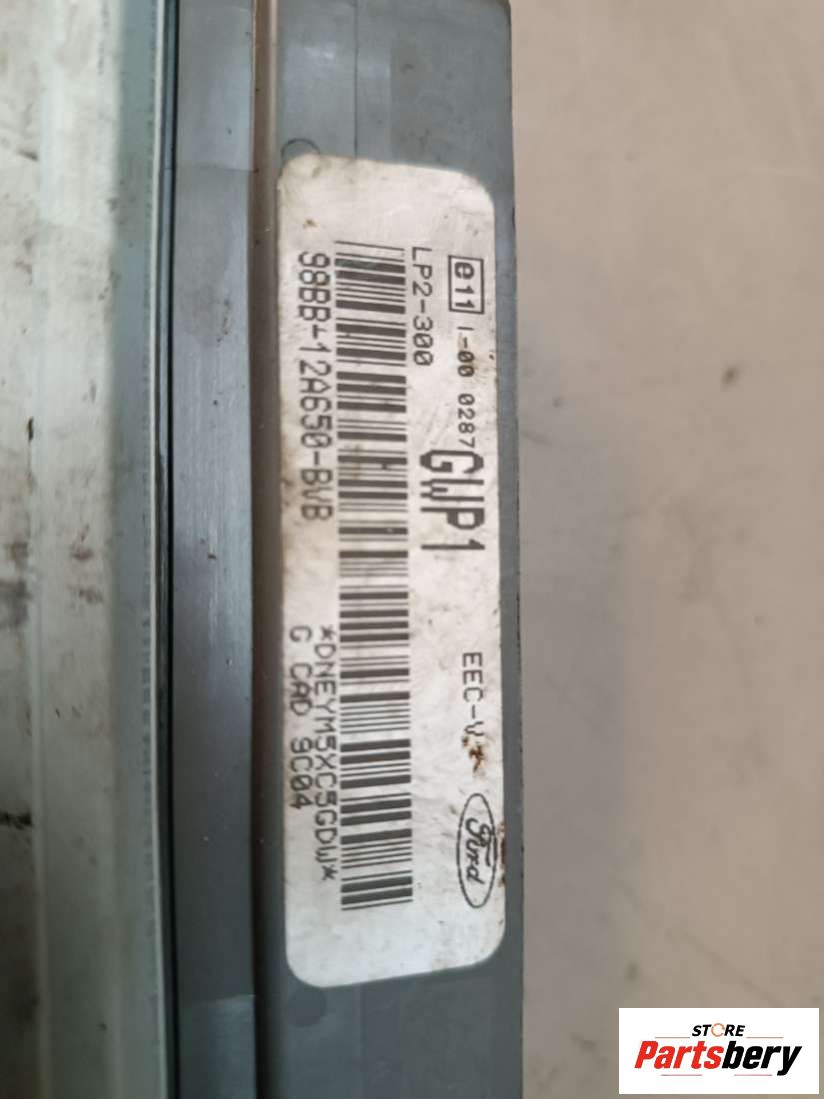 e11 1-00 0287 EEC-V Ford
LP2-300 GWP1
98BB-12A650-BVB
*DNEYM5XC5GDW*
G CAD 9C04
STORE
Partsbery